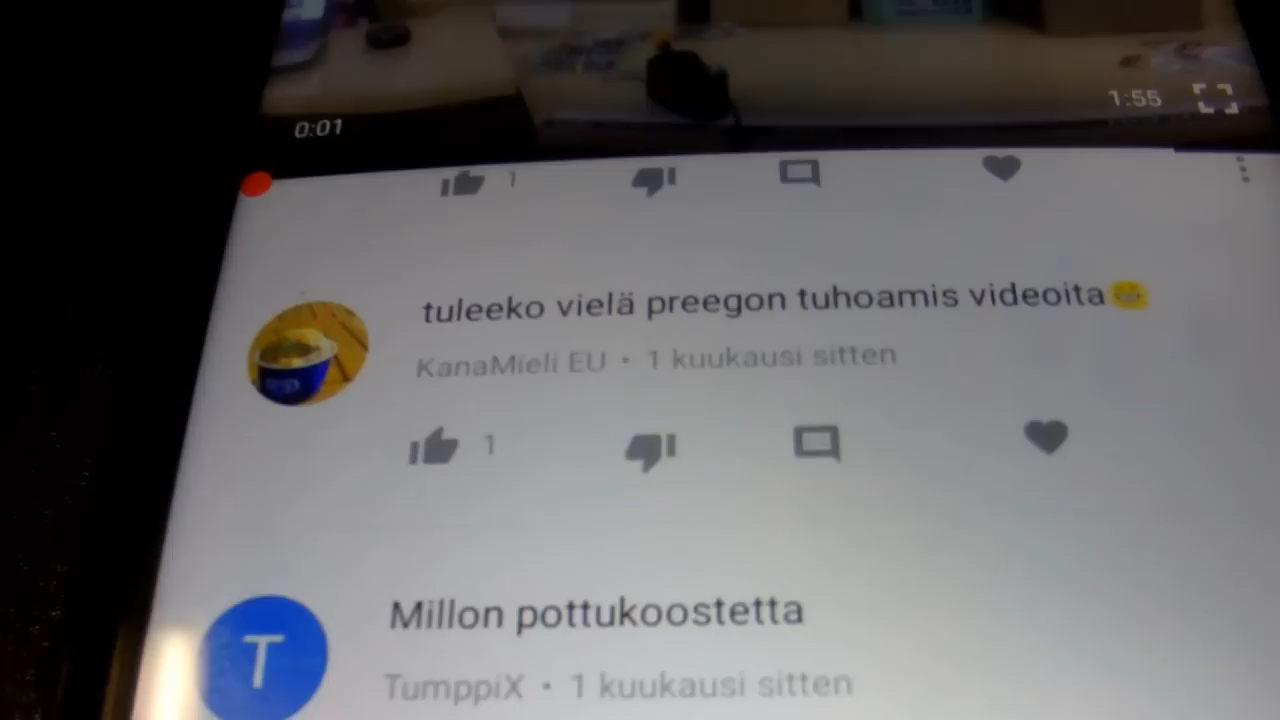 0:01
1:55
1
tuleeko vielä preegon tuhoamis videoita
KanaMieli EU • 1 kuukausi sitten
1
T
Millon pottukoostetta
TumppiX • 1 kuukausi sitten